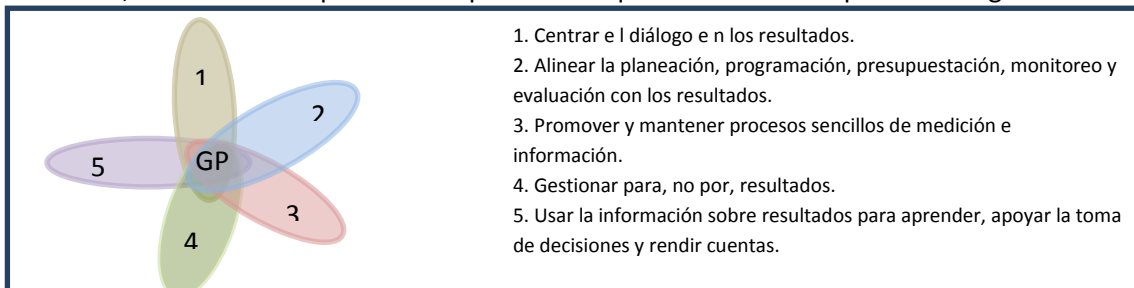 1
2
GP
5
3
4
1. Centrar e l diálogo e n los resultados.
2. Alinear la planeación, programación, presupuestación, monitoreo y
evaluación con los resultados.
3. Promover y mantener procesos sencillos de medición e
información.
4. Gestionar para, no por, resultados.
5. Usar la información sobre resultados para aprender, apoyar la toma
de decisiones y rendir cuentas.